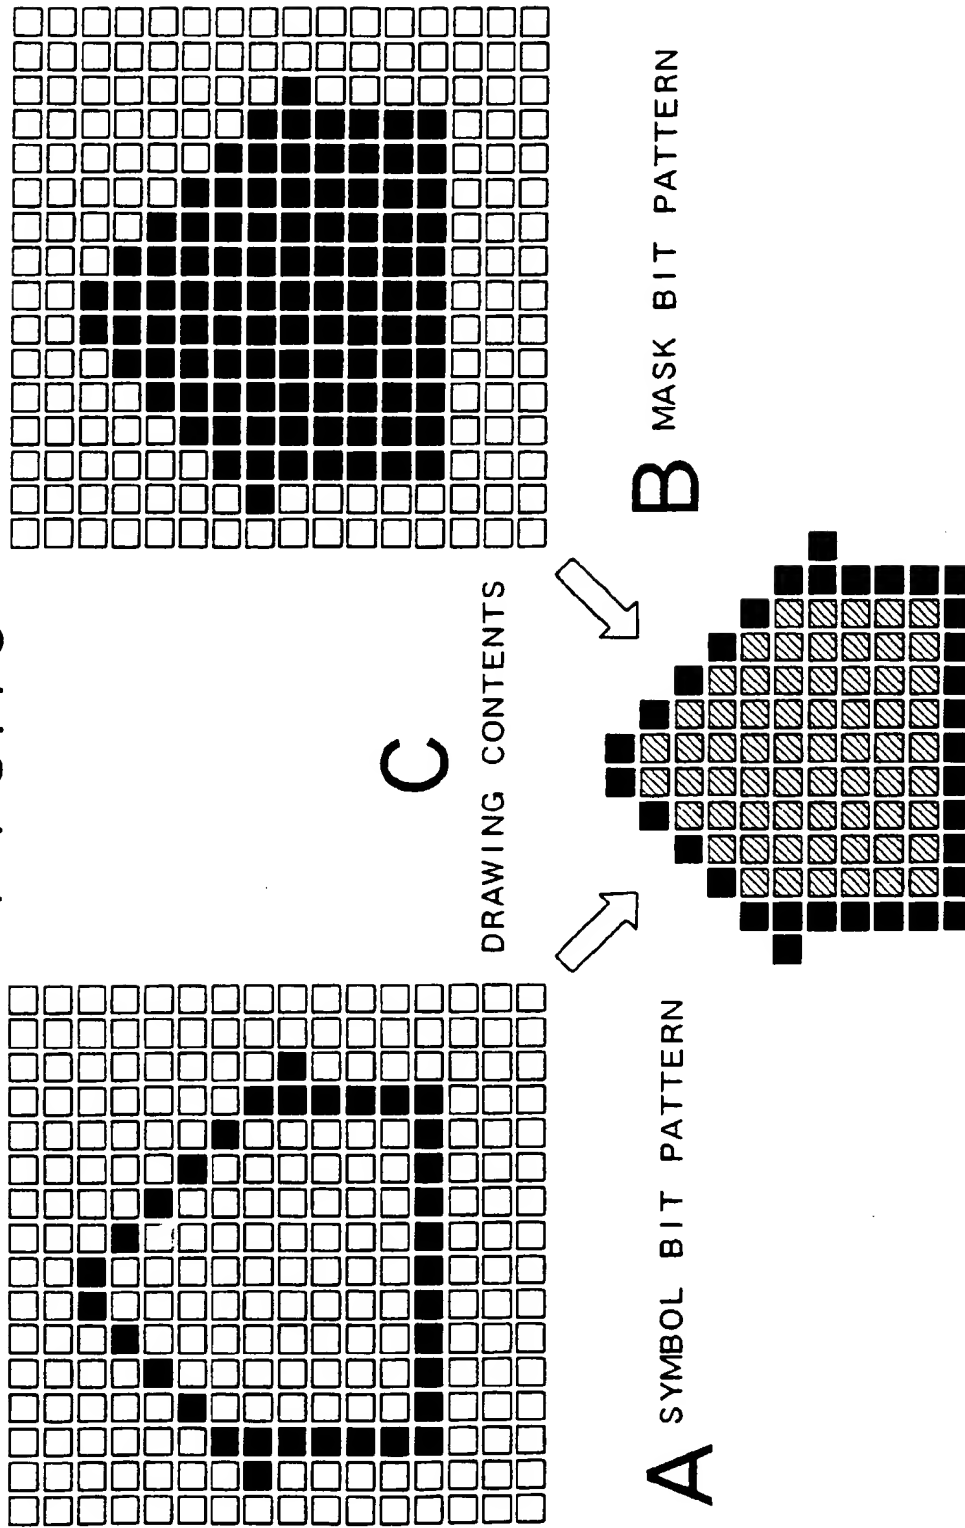 C
DRAWING CONTENTS
A SYMBOL BIT PATTERN
B MASK BIT PATTERN